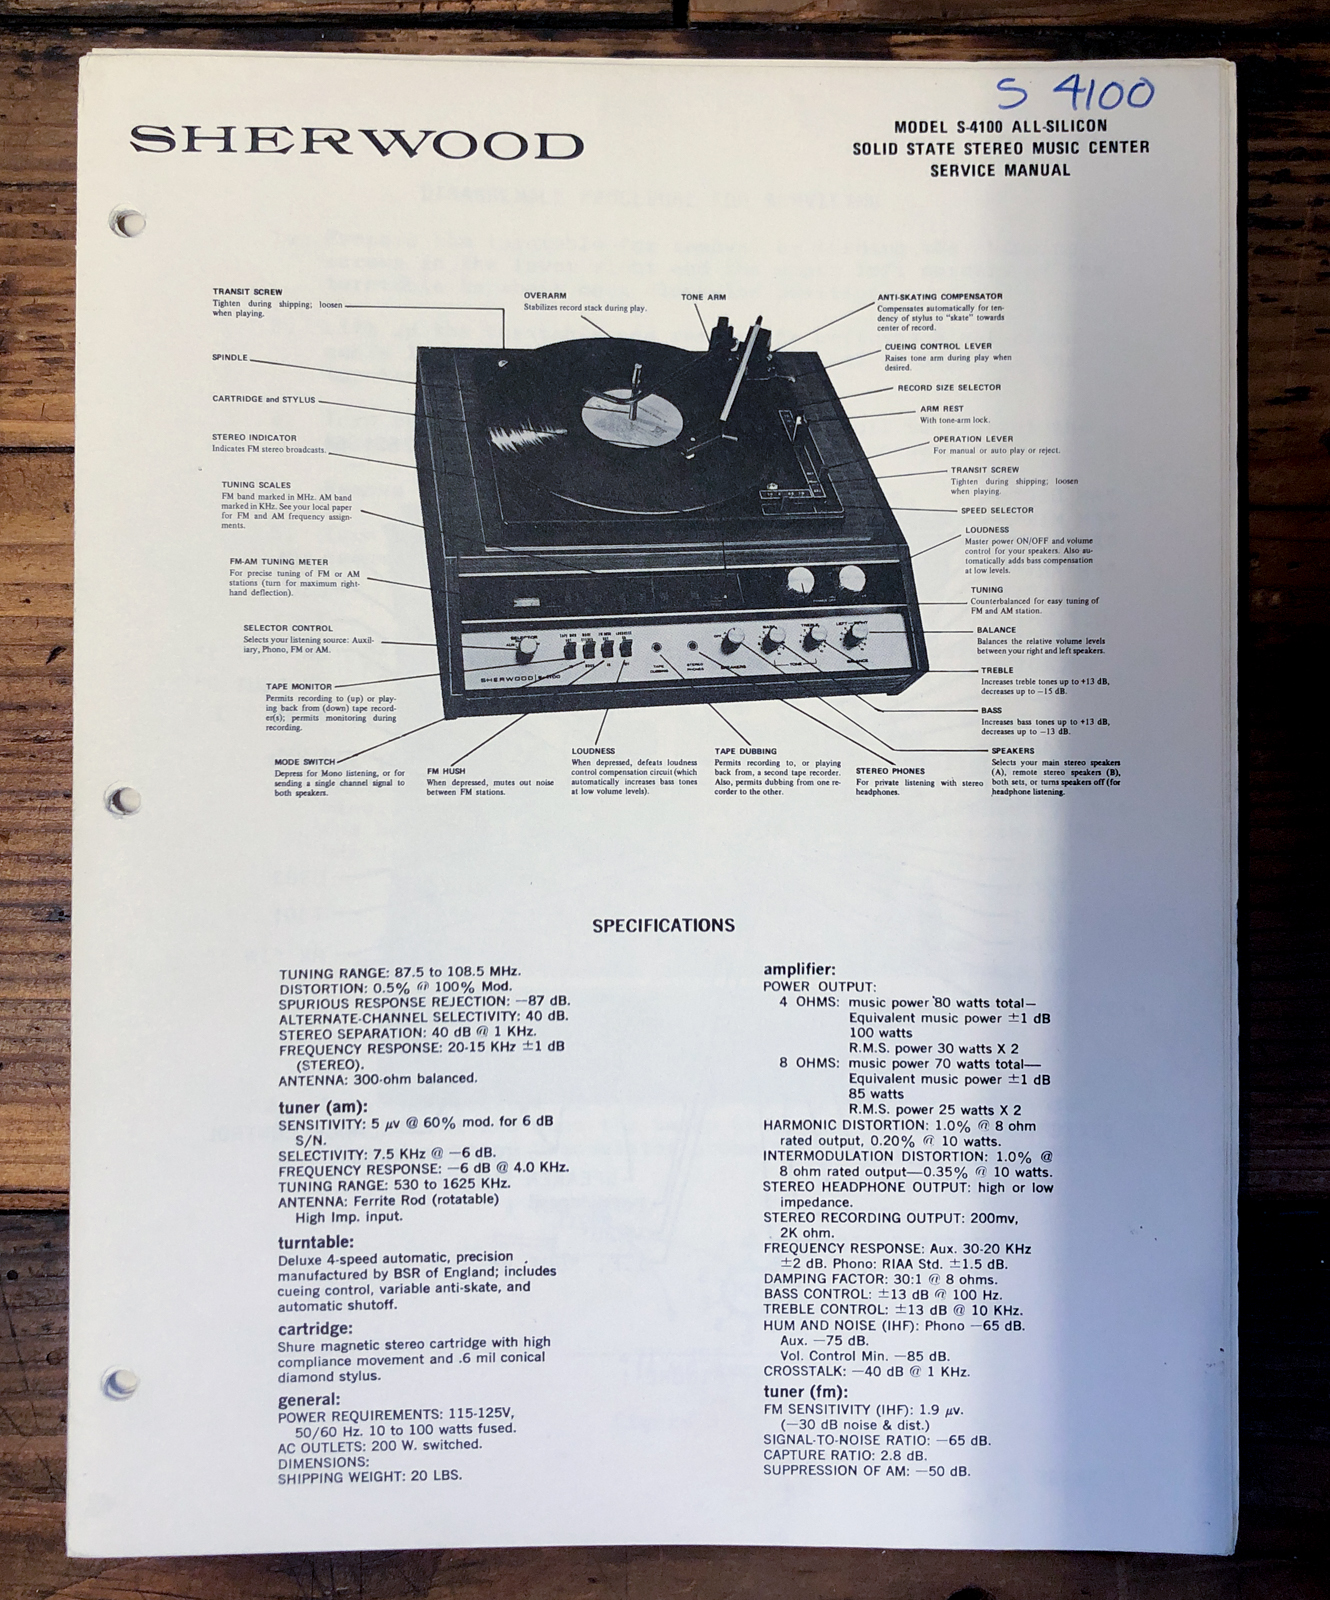 S 4100
SHERWOOD
MODEL S-4100 ALL-SILICON
SOLID STATE STEREO MUSIC CENTER
SERVICE MANUAL
TRANSIT SCREW
Tighten during shipping; loosen
when playing.
SPINDLE
CARTRIDGE and STYLUS
STEREO INDICATOR
Indicates FM stereo broadcasts.
TUNING SCALES
FM band marked in MHz. AM band
marked in KHz. See your local paper
for FM and AM frequency assign-
ments.
FM-AM TUNING METER
For precise tuning of FM or AM
stations (turn for maximum right-
hand deflection).
SELECTOR CONTROL
Selects your listening source: Auxil-
iary, Phono, FM or AM.
TAPE MONITOR
Permits recording to (up) or play-
ing back from (down) tape record-
er(s); permits monitoring during
recording.
MODE SWITCH
Depress for Mono listening, or for
sending a single channel signal to
both speakers.
OVERARM
Stabilizes record stack during play.
TONE ARM
ANTI-SKATING COMPENSATOR
Compensates automatically for ten-
dency of stylus to "skate" towards
center of record.
CUEING CONTROL LEVER
Raises tone arm during play when
desired.
RECORD SIZE SELECTOR
ARM REST
With tone-arm lock.
OPERATION LEVER
For manual or auto play or reject.
TRANSIT SCREW
Tighten during shipping; loosen
when playing.
SPEED SELECTOR
LOUDNESS
Master power ON/OFF and volume
control for your speakers. Also au-
tomatically adds bass compensation
at low levels.
TUNING
Counterbalanced for easy tuning of
FM and AM station.
BALANCE
Balances the relative volume levels
between your right and left speakers.
TREBLE
Increases treble tones up to +13 dB,
decreases up to −15 dB.
BASS
Increases bass tones up to +13 dB,
decreases up to −13 dB.
SPEAKERS
Selects your main stereo speakers
(A), remote stereo speakers (B),
both sets, or turns speakers off (for
headphone listening.
SELECTOR
AUX
BASS
TREBLE
LEFT RIGHT
TAPE
DUBBING
STEREO
PHONES
SPEAKERS
TONE
BALANCE
SHERWOOD
FM HUSH
When depressed, mutes out noise
between FM stations.
LOUDNESS
When depressed, defeats loudness
control compensation circuit (which
automatically increases bass tones
at low volume levels).
TAPE DUBBING
Permits recording to, or playing
back from, a second tape recorder.
Also, permits dubbing from one re-
corder to the other.
STEREO PHONES
For private listening with stereo
headphones.
SPECIFICATIONS
TUNING RANGE: 87.5 to 108.5 MHz.
DISTORTION: 0.5% @ 100% Mod.
SPURIOUS RESPONSE REJECTION: −87 dB.
ALTERNATE-CHANNEL SELECTIVITY: 40 dB.
STEREO SEPARATION: 40 dB @ 1 KHz.
FREQUENCY RESPONSE: 20-15 KHz ±1 dB
(STEREO).
ANTENNA: 300-ohm balanced.
tuner (am):
SENSITIVITY: 5 μv @ 60% mod. for 6 dB
S/N.
SELECTIVITY: 7.5 KHz @ −6 dB.
FREQUENCY RESPONSE: −6 dB @ 4.0 KHz.
TUNING RANGE: 530 to 1625 KHz.
ANTENNA: Ferrite Rod (rotatable)
High Imp. input.
turntable:
Deluxe 4-speed automatic, precision
manufactured by BSR of England; includes
cueing control, variable anti-skate, and
automatic shutoff.
cartridge:
Shure magnetic stereo cartridge with high
compliance movement and .6 mil conical
diamond stylus.
general:
POWER REQUIREMENTS: 115-125V,
50/60 Hz. 10 to 100 watts fused.
AC OUTLETS: 200 W. switched.
DIMENSIONS:
SHIPPING WEIGHT: 20 LBS.
amplifier:
POWER OUTPUT:
4 OHMS: music power 80 watts total—
Equivalent music power ±1 dB
100 watts
R.M.S. power 30 watts X 2
8 OHMS: music power 70 watts total—
Equivalent music power ±1 dB
85 watts
R.M.S. power 25 watts X 2
HARMONIC DISTORTION: 1.0% @ 8 ohm
rated output, 0.20% @ 10 watts.
INTERMODULATION DISTORTION: 1.0% @
8 ohm rated output—0.35% @ 10 watts.
STEREO HEADPHONE OUTPUT: high or low
impedance.
STEREO RECORDING OUTPUT: 200mv,
2K ohm.
FREQUENCY RESPONSE: Aux. 30-20 KHz
±2 dB. Phono: RIAA Std. ±1.5 dB.
DAMPING FACTOR: 30:1 @ 8 ohms.
BASS CONTROL: ±13 dB @ 100 Hz.
TREBLE CONTROL: ±13 dB @ 10 KHz.
HUM AND NOISE (IHF): Phono −65 dB.
Aux. −75 dB.
Vol. Control Min. −85 dB.
CROSSTALK: −40 dB @ 1 KHz.
tuner (fm):
FM SENSITIVITY (IHF): 1.9 μv.
(−30 dB noise & dist.)
SIGNAL-TO-NOISE RATIO: −65 dB.
CAPTURE RATIO: 2.8 dB.
SUPPRESSION OF AM: −50 dB.